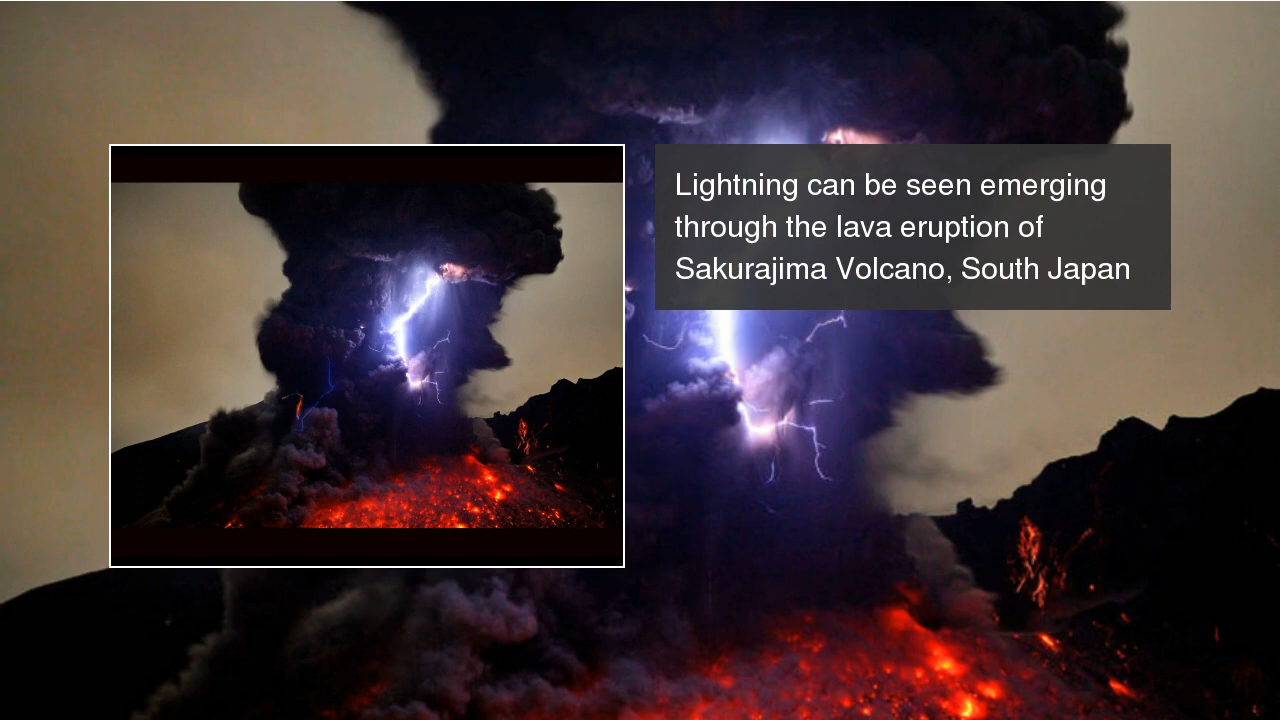 Lightning can be seen emerging
through the lava eruption of
Sakurajima Volcano, South Japan